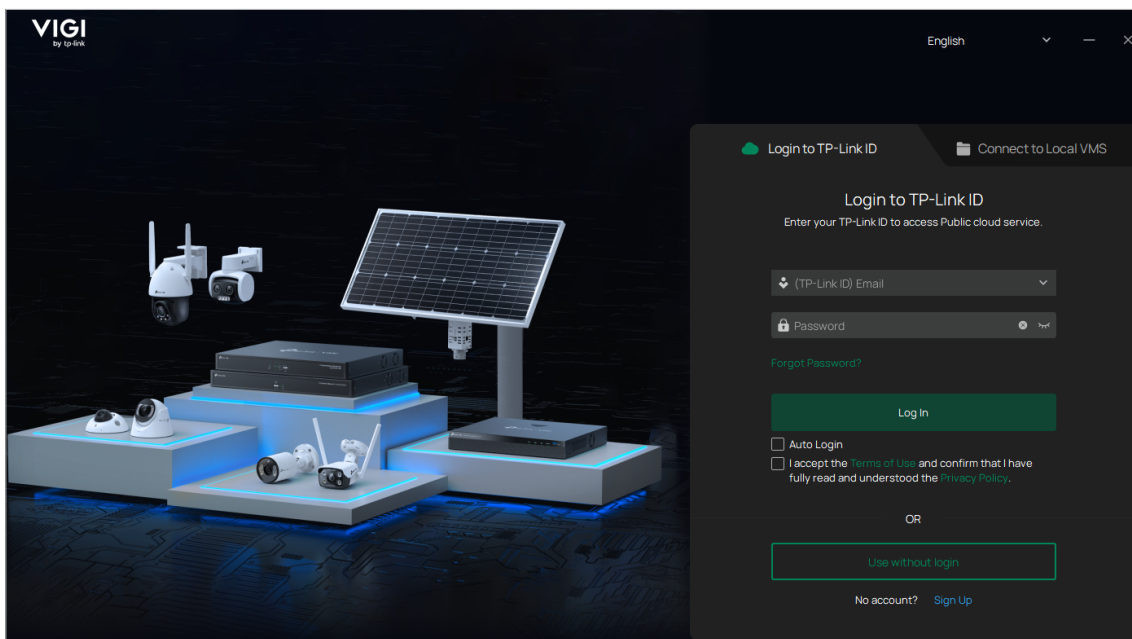 VIGI
by tp-link
English
Login to TP-Link ID
Connect to Local VMS
Login to TP-Link ID
Enter your TP-Link ID to access Public cloud service.
(TP-Link ID) Email
Password
Forgot Password?
Log In
Auto Login
I accept the Terms of Use and confirm that I have
fully read and understood the Privacy Policy.
OR
Use without login
No account? Sign Up